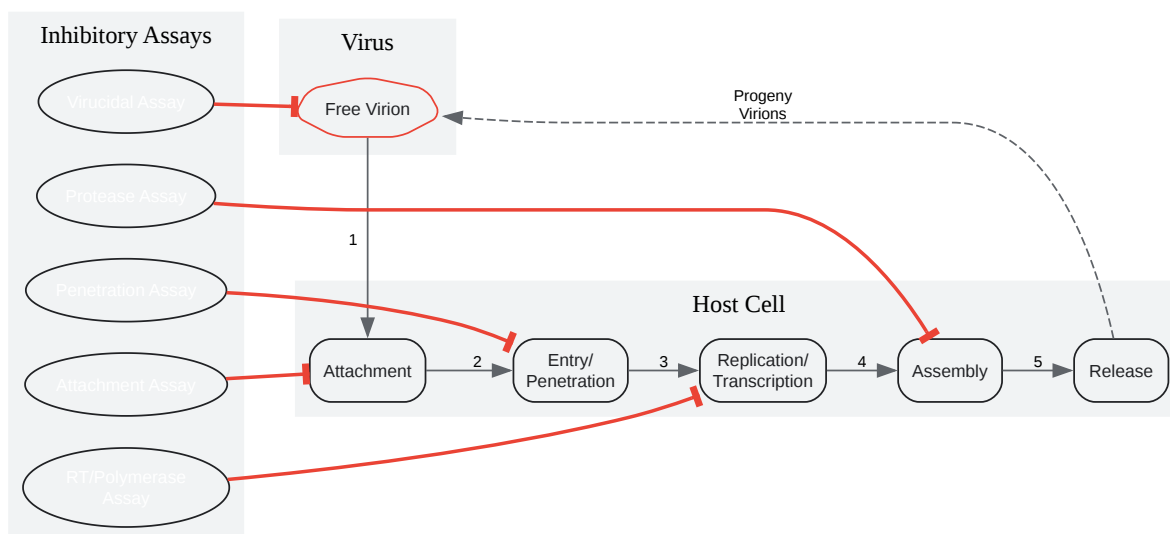 Inhibitory Assays
Virucidal Assay
Protease Assay
Penetration Assay
Attachment Assay
RT/Polymerase
Assay
Virus
Free Virion
Progeny
Virions
1
Host Cell
Attachment
2
Entry/
Penetration
3
Replication/
Transcription
4
Assembly
5
Release